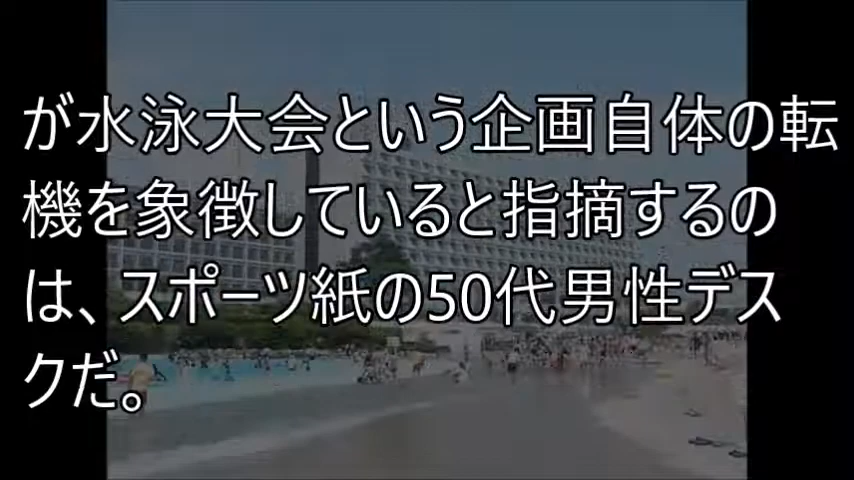 が水泳大会という企画自体の転
機を象徴していると指摘するの
は、スポーツ紙の50代男性デス
クだ。